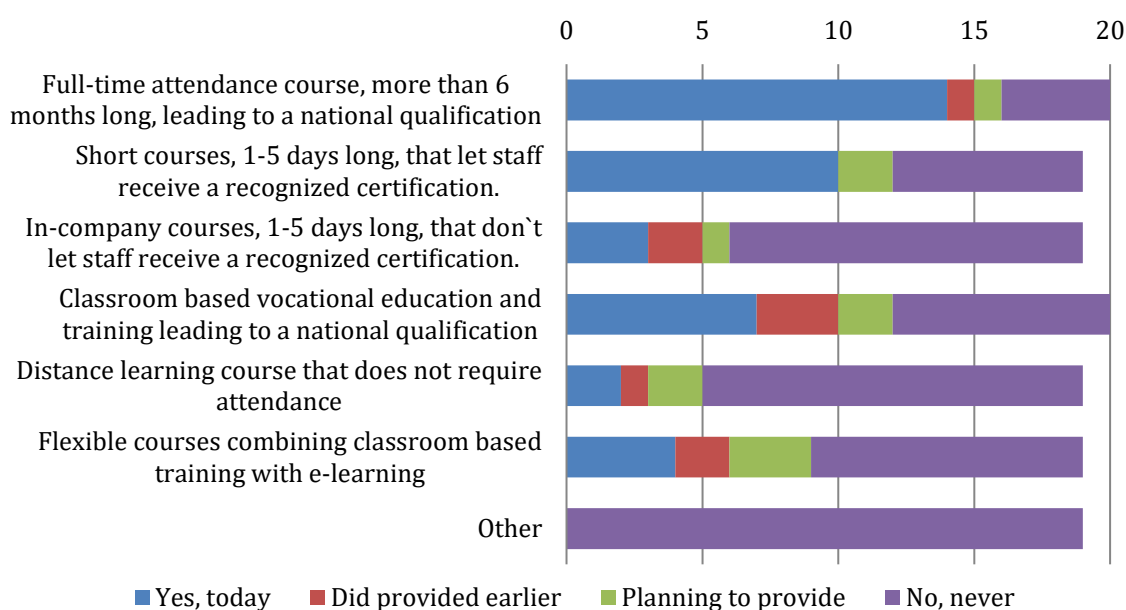 0 5 10 15 20
Full-time attendance course, more than 6
months long, leading to a national qualification
Short courses, 1-5 days long, that let staff
receive a recognized certification.
In-company courses, 1-5 days long, that don`t
let staff receive a recognized certification.
Classroom based vocational education and
training leading to a national qualification
Distance learning course that does not require
attendance
Flexible courses combining classroom based
training with e-learning
Other
Yes, today Did provided earlier Planning to provide No, never